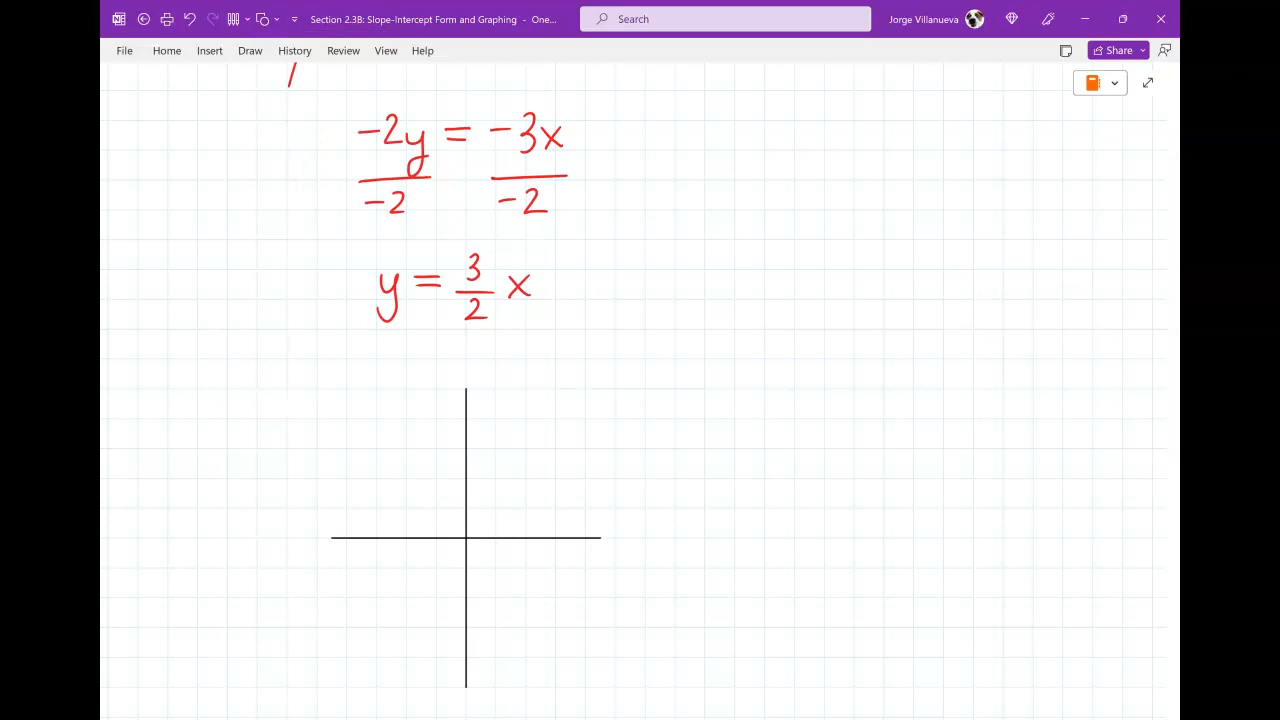 Section 2.3B: Slope-Intercept Form and Graphing - One...
Search
Jorge Villanueva
File Home Insert Draw History Review View Help
Share
-2y = -3x
-2 -2
y = 3/2 x